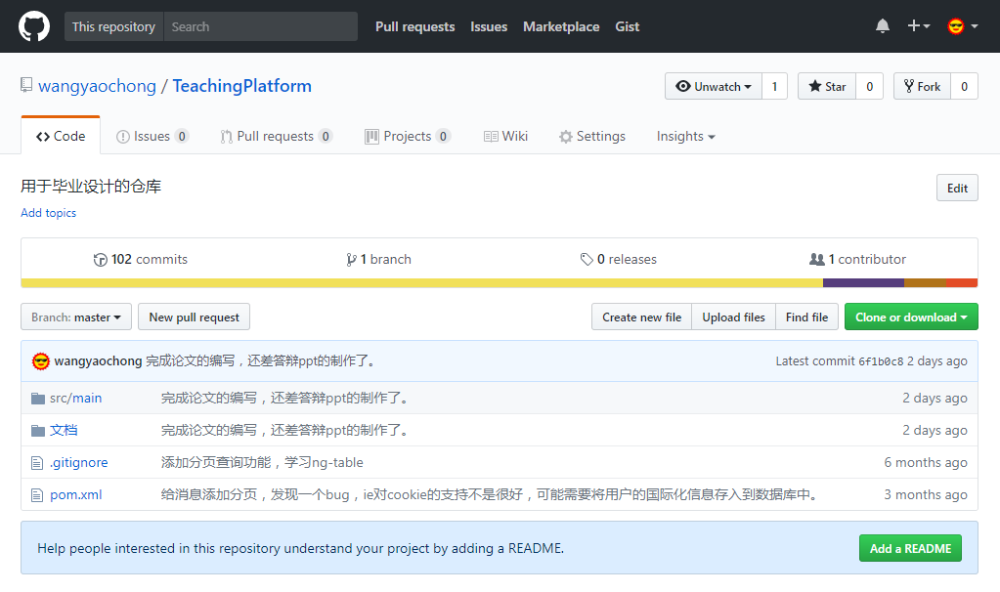 This repository Search Pull requests Issues Marketplace Gist
wangyaochong / TeachingPlatform Unwatch 1 Star 0 Fork 0
Code Issues 0 Pull requests 0 Projects 0 Wiki Settings Insights
用于毕业设计的仓库 Edit
Add topics
102 commits 1 branch 0 releases 1 contributor
Branch: master New pull request Create new file Upload files Find file Clone or download
wangyaochong 完成论文的编写，还差答辩ppt的制作了。 Latest commit 6f1b0c8 2 days ago
src/main 完成论文的编写，还差答辩ppt的制作了。 2 days ago
文档 完成论文的编写，还差答辩ppt的制作了。 2 days ago
.gitignore 添加分页查询功能，学习ng-table 6 months ago
pom.xml 给消息添加分页，发现一个bug，ie对cookie的支持不是很好，可能需要将用户的国际化信息存入到数据库中。 3 months ago
Help people interested in this repository understand your project by adding a README. Add a README